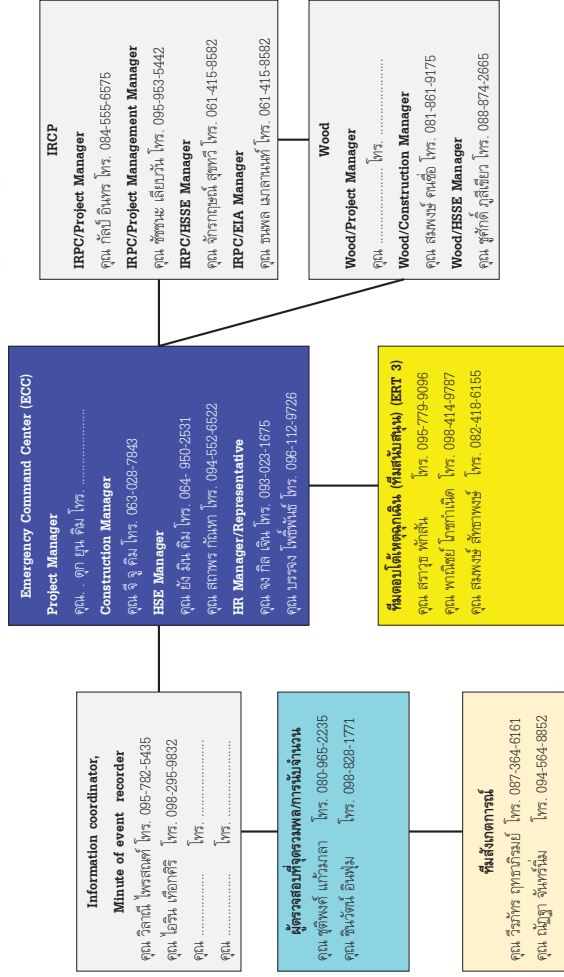 Information coordinator,
Minute of event recorder
คุณ วิลาณี ไพรสณฑ์ โทร. 095-782-5435
คุณ ไอริน เทือกศิริ โทร. 098-295-9832
คุณ ................ โทร. ......................
คุณ ................ โทร. ......................
ผู้ตรวจสอบที่จุดรวมพล/การนับจำนวน
คุณ ชูติพงศ์ แก้วมาลา โทร. 080-965-2235
คุณ ชินวัตน์ อินพุ่ม โทร. 098-828-1771
ทีมสังเกตการณ์
คุณ วีรภัทร ฤทธาภิรมย์ โทร. 087-364-6161
คุณ ณัฏฐา จันทร์นิ่ม โทร. 094-564-8852
Emergency Command Center (ECC)
Project Manager
คุณ. . ดุก ยุน คิม โทร. ......................
Construction Manager
คุณ จี จู คิม โทร. 063-028-7843
HSE Manager
คุณ ยัง มิน คิม โทร. 064- 950-2531
คุณ สถาพร กัณหา โทร. 094-552-6522
HR Manager/Representative
คุณ จง กิล เจิน โทร. 093-023-1675
คุณ บรรจง โพธิ์พันธ์ โทร. 096-112-9726
ทีมตอบโต้เหตุฉุกเฉิน (ทีมสนับสนุน) (ERT 3)
คุณ สราวุธ พักสัน โทร. 095-779-9096
คุณ พาณิชย์ โภชกำเนิด โทร. 098-414-9787
คุณ สมพงษ์ สัทธาพงษ์ โทร. 082-418-6155
IRCP
IRPC/Project Manager
คุณ กัลป์ อินทร โทร. 084-555-6575
IRPC/Project Management Manager
คุณ ชัชชนะ เลียบวัน โทร. 095-953-5442
IRPC/HSSE Manager
คุณ จักรกฤษณ์ สุขทวี โทร. 061-415-8582
IRPC/EIA Manager
คุณ ธนพล เมกลานนท์ โทร. 061-415-8582
Wood
Wood/Project Manager
คุณ ...................... โทร. ......................
Wood/Construction Manager
คุณ สมพงษ์ คนซื่อ โทร. 081-861-9175
Wood/HSSE Manager
คุณ ชูศักดิ์ ภูสีเขียว โทร. 088-874-2665